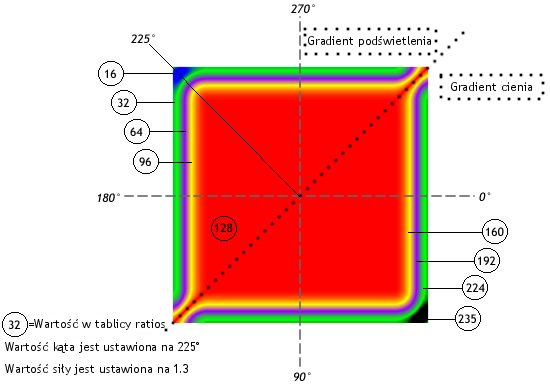 270°
Gradient podświetlenia
225°
16
Gradient cienia
32
64
96
180°
0°
128
160
192
224
235
32 =Wartość w tablicy ratios
Wartość kąta jest ustawiona na 225°
Wartość siły jest ustawiona na 1.3
90°